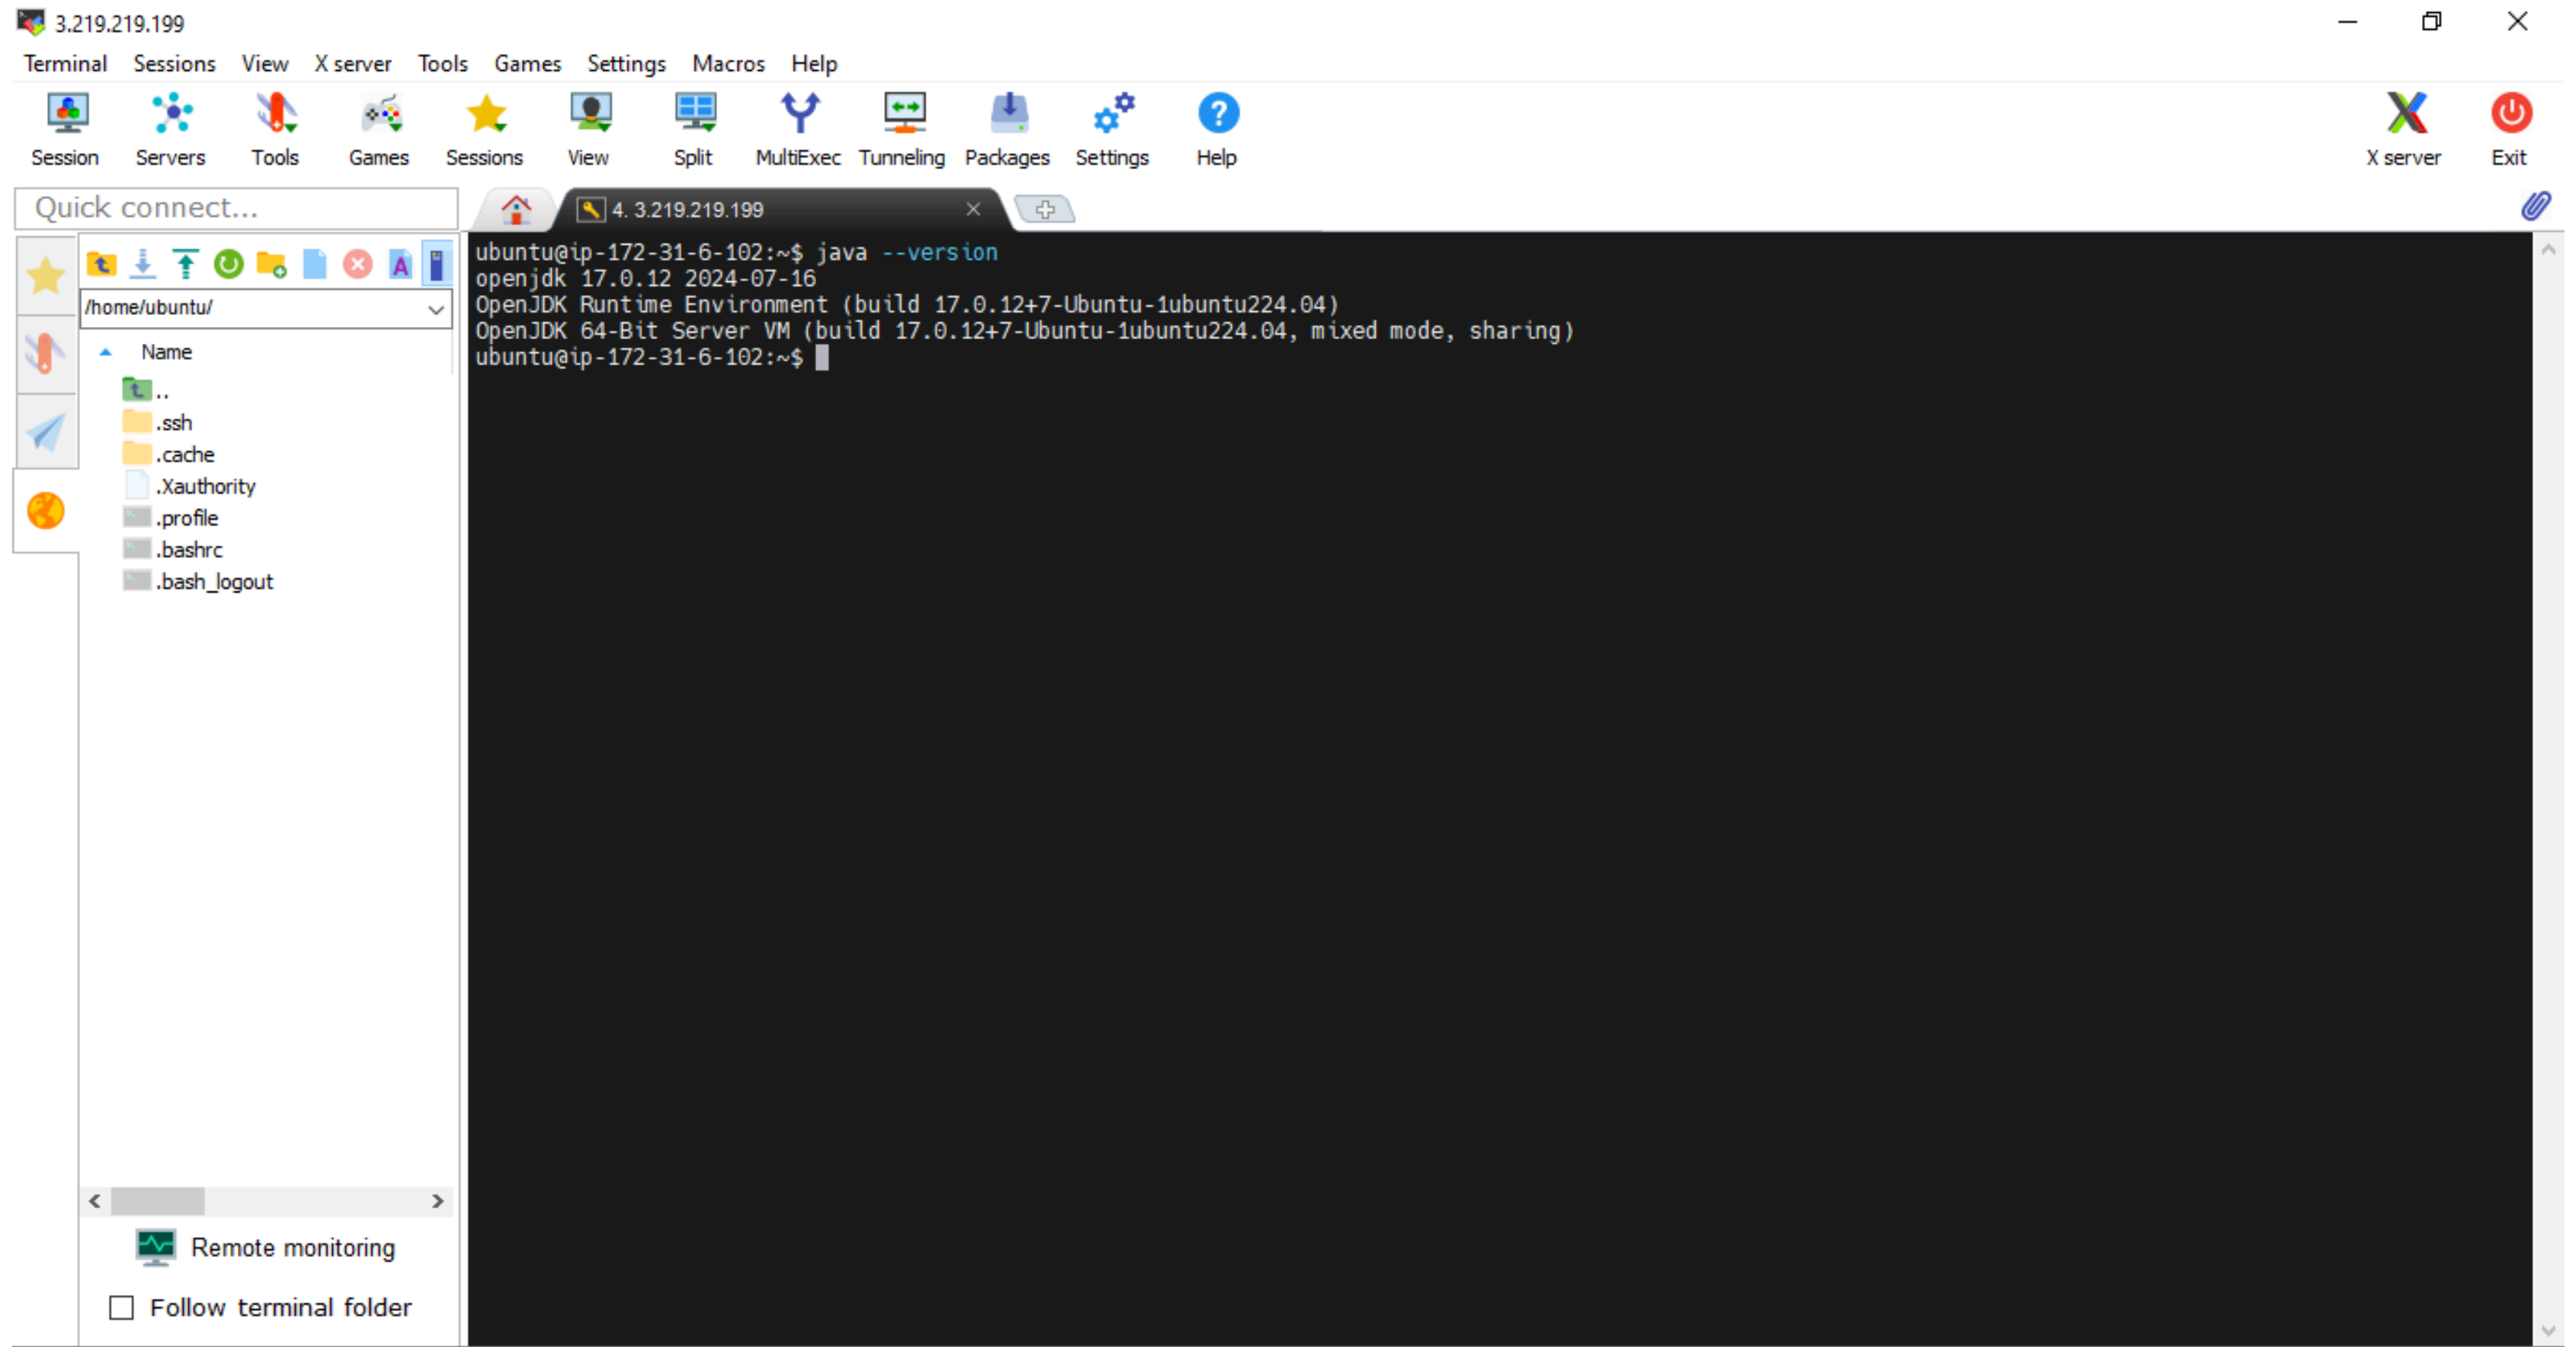 3.219.219.199
Terminal Sessions View X server Tools Games Settings Macros Help
Session Servers Tools Games Sessions View Split MultiExec Tunneling Packages Settings Help X server Exit
Quick connect...
4. 3.219.219.199
/home/ubuntu/
Name
..
.ssh
.cache
.Xauthority
.profile
.bashrc
.bash_logout
Remote monitoring
Follow terminal folder
ubuntu@ip-172-31-6-102:~$ java --version
openjdk 17.0.12 2024-07-16
OpenJDK Runtime Environment (build 17.0.12+7-Ubuntu-1ubuntu224.04)
OpenJDK 64-Bit Server VM (build 17.0.12+7-Ubuntu-1ubuntu224.04, mixed mode, sharing)
ubuntu@ip-172-31-6-102:~$